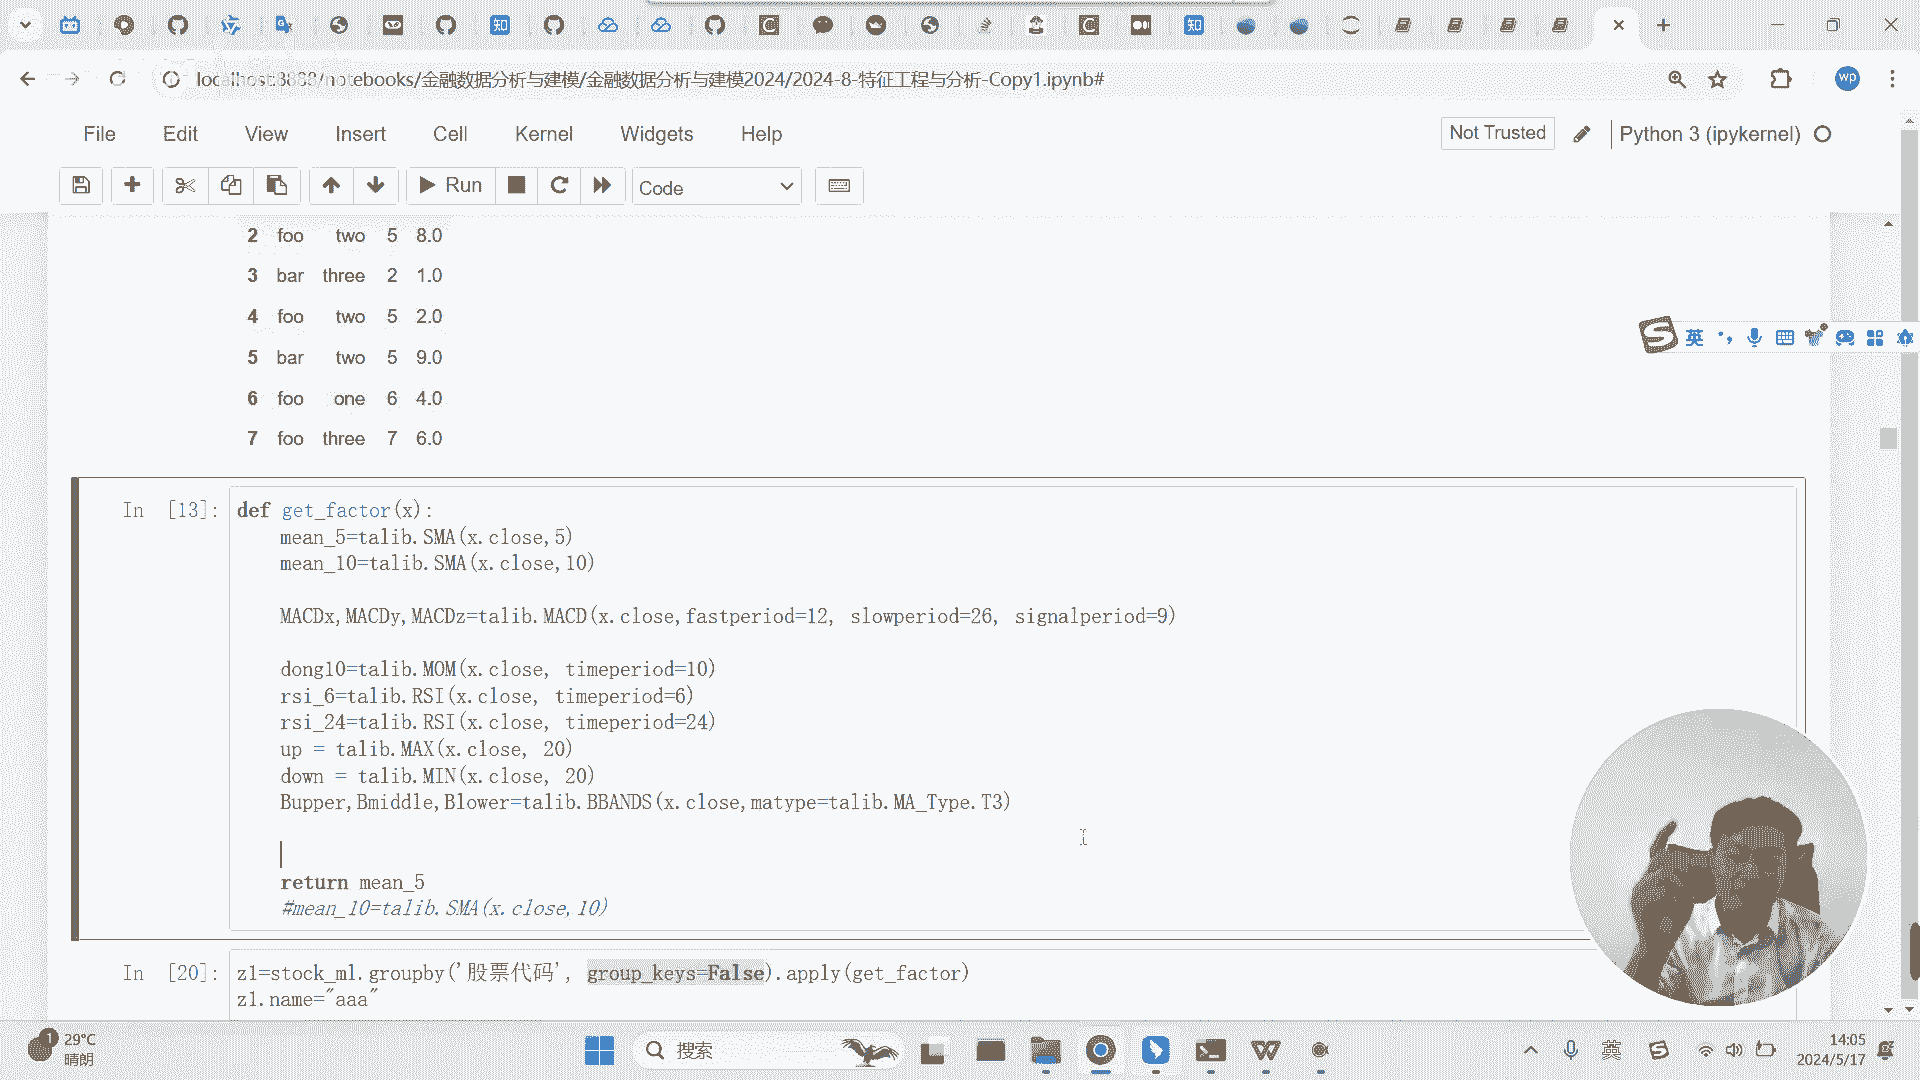 localhost:8888/notebooks/金融数据分析与建模/金融数据分析与建模2024/2024-8-特征工程与分析-Copy1.ipynb#
wp
File Edit View Insert Cell Kernel Widgets Help
Not Trusted
Python 3 (ipykernel)
Run
Code
2 foo two 5 8.0
3 bar three 2 1.0
4 foo two 5 2.0
5 bar two 5 9.0
6 foo one 6 4.0
7 foo three 7 6.0
英
In [13]:
def get_factor(x):
mean_5=talib.SMA(x.close,5)
mean_10=talib.SMA(x.close,10)
MACDx,MACDy,MACDz=talib.MACD(x.close,fastperiod=12, slowperiod=26, signalperiod=9)
dong10=talib.MOM(x.close, timeperiod=10)
rsi_6=talib.RSI(x.close, timeperiod=6)
rsi_24=talib.RSI(x.close, timeperiod=24)
up = talib.MAX(x.close, 20)
down = talib.MIN(x.close, 20)
Bupper,Bmiddle,Blower=talib.BBANDS(x.close,matype=talib.MA_Type.T3)
return mean_5
#mean_10=talib.SMA(x.close,10)
In [20]:
z1=stock_ml.groupby('股票代码', group_keys=False).apply(get_factor)
z1.name="aaa"
1
29°C
晴朗
搜索
英
14:05
2024/5/17